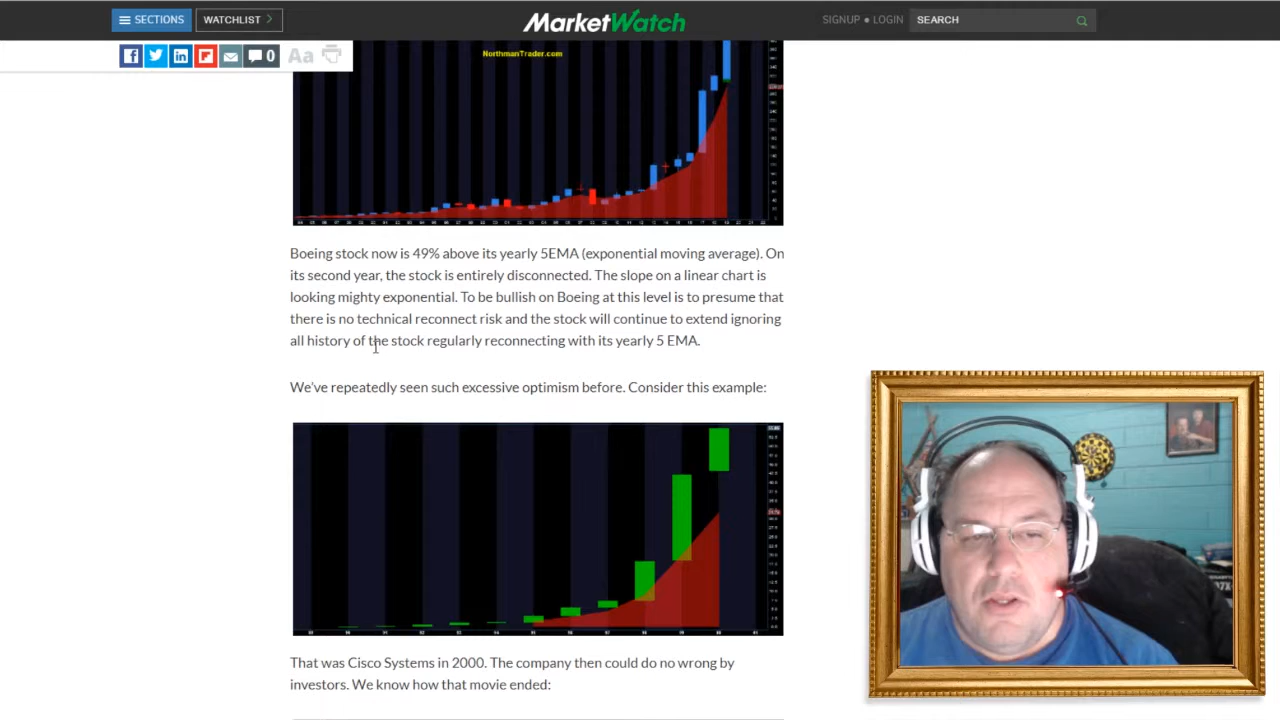 SECTIONS
WATCHLIST
MarketWatch
SIGNUP • LOGIN
SEARCH
0
Aa
NorthmanTrader.com
Boeing stock now is 49% above its yearly 5EMA (exponential moving average). On
its second year, the stock is entirely disconnected. The slope on a linear chart is
looking mighty exponential. To be bullish on Boeing at this level is to presume that
there is no technical reconnect risk and the stock will continue to extend ignoring
all history of the stock regularly reconnecting with its yearly 5 EMA.
We've repeatedly seen such excessive optimism before. Consider this example:
That was Cisco Systems in 2000. The company then could do no wrong by
investors. We know how that movie ended: